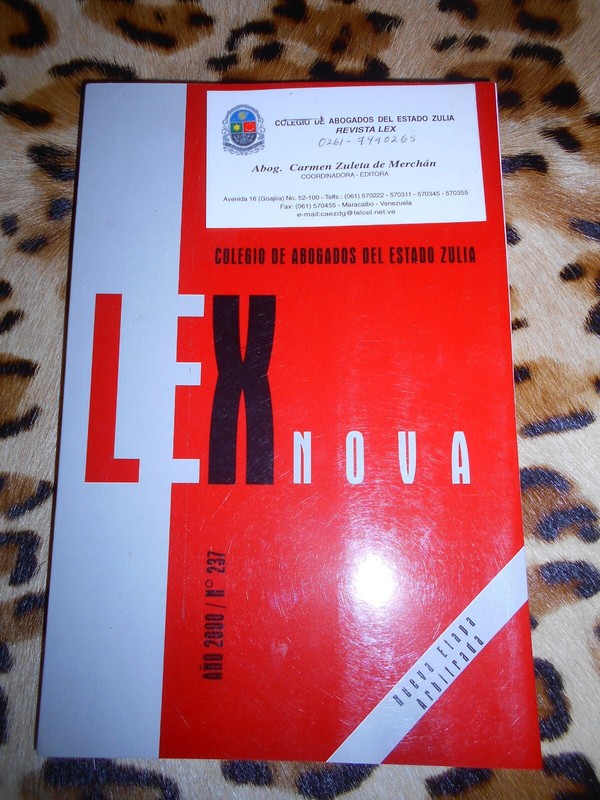 COLEGIO DE ABOGADOS DEL ESTADO ZULIA
REVISTA LEX
0261-7490265
Abog. Carmen Zuleta de Merchán
COORDINADORA - EDITORA
Avenida 16 (Goajira) No. 52-100 - Telfs.: (061) 570222 - 570311 - 570345 - 570355
Fax: (061) 570455 - Maracaibo - Venezuela
e-mail:caezdg@telcel.net.ve
COLEGIO DE ABOGADOS DEL ESTADO ZULIA
LEX NOVA
AÑO 2000 / Nº 237
Nueva Etapa
Arbitrada